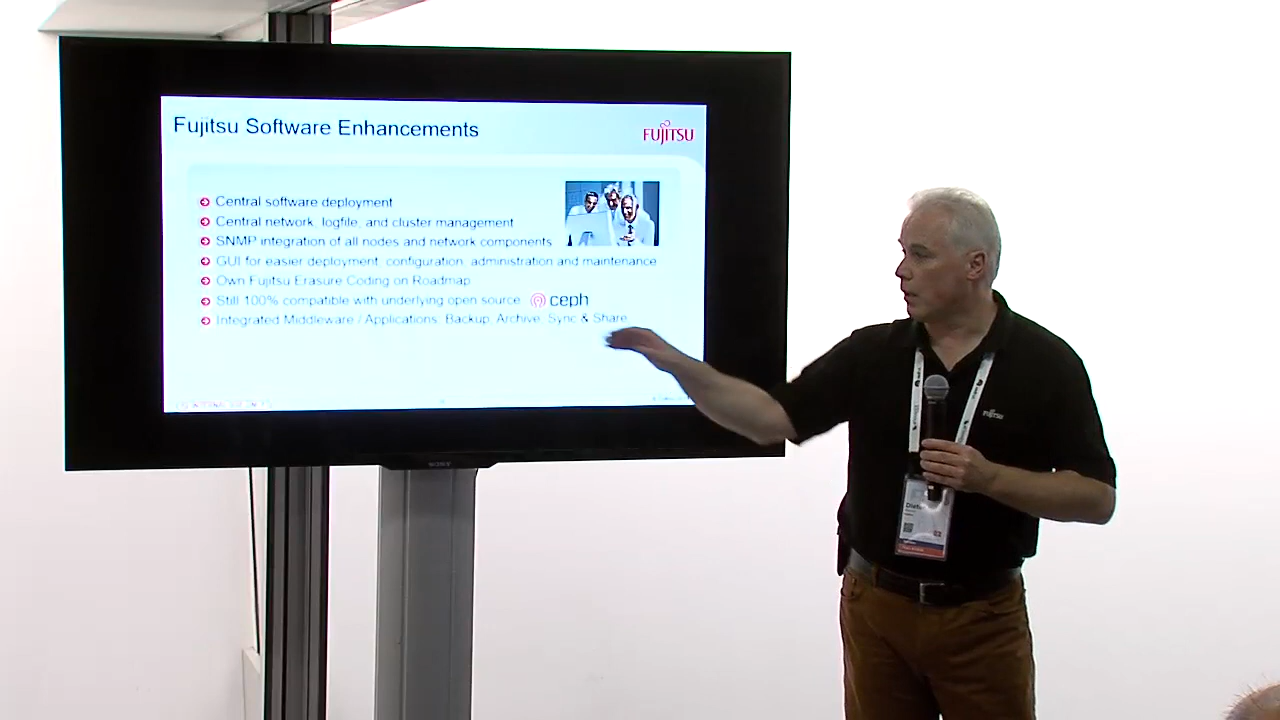 Fujitsu Software Enhancements
FUJITSU
Central software deployment
Central network, logfile, and cluster management
SNMP integration of all nodes and network components
GUI for easier deployment, configuration, administration and maintenance
Own Fujitsu Erasure Coding on Roadmap
Still 100% compatible with underlying open source
ceph
Integrated Middleware / Applications: Backup, Archive, Sync & Share
SONY
FUJITSU